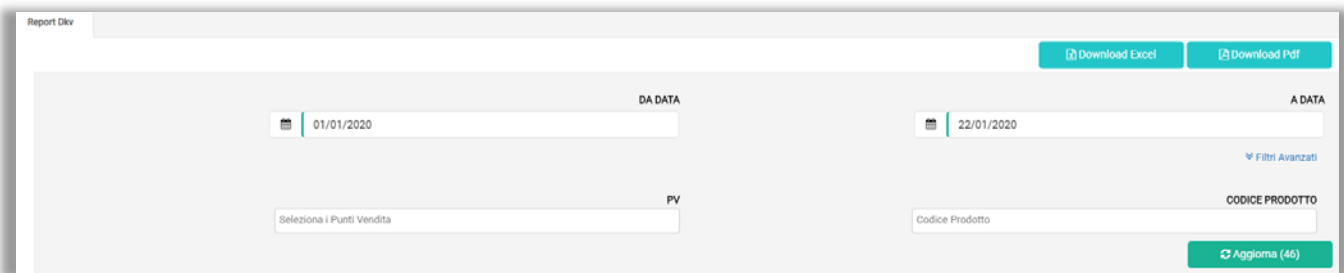 Report Dkv
Download Excel Download Pdf
DA DATA A DATA
01/01/2020 22/01/2020
Filtri Avanzati
PV CODICE PRODOTTO
Seleziona i Punti Vendita Codice Prodotto
Aggiorna (46)